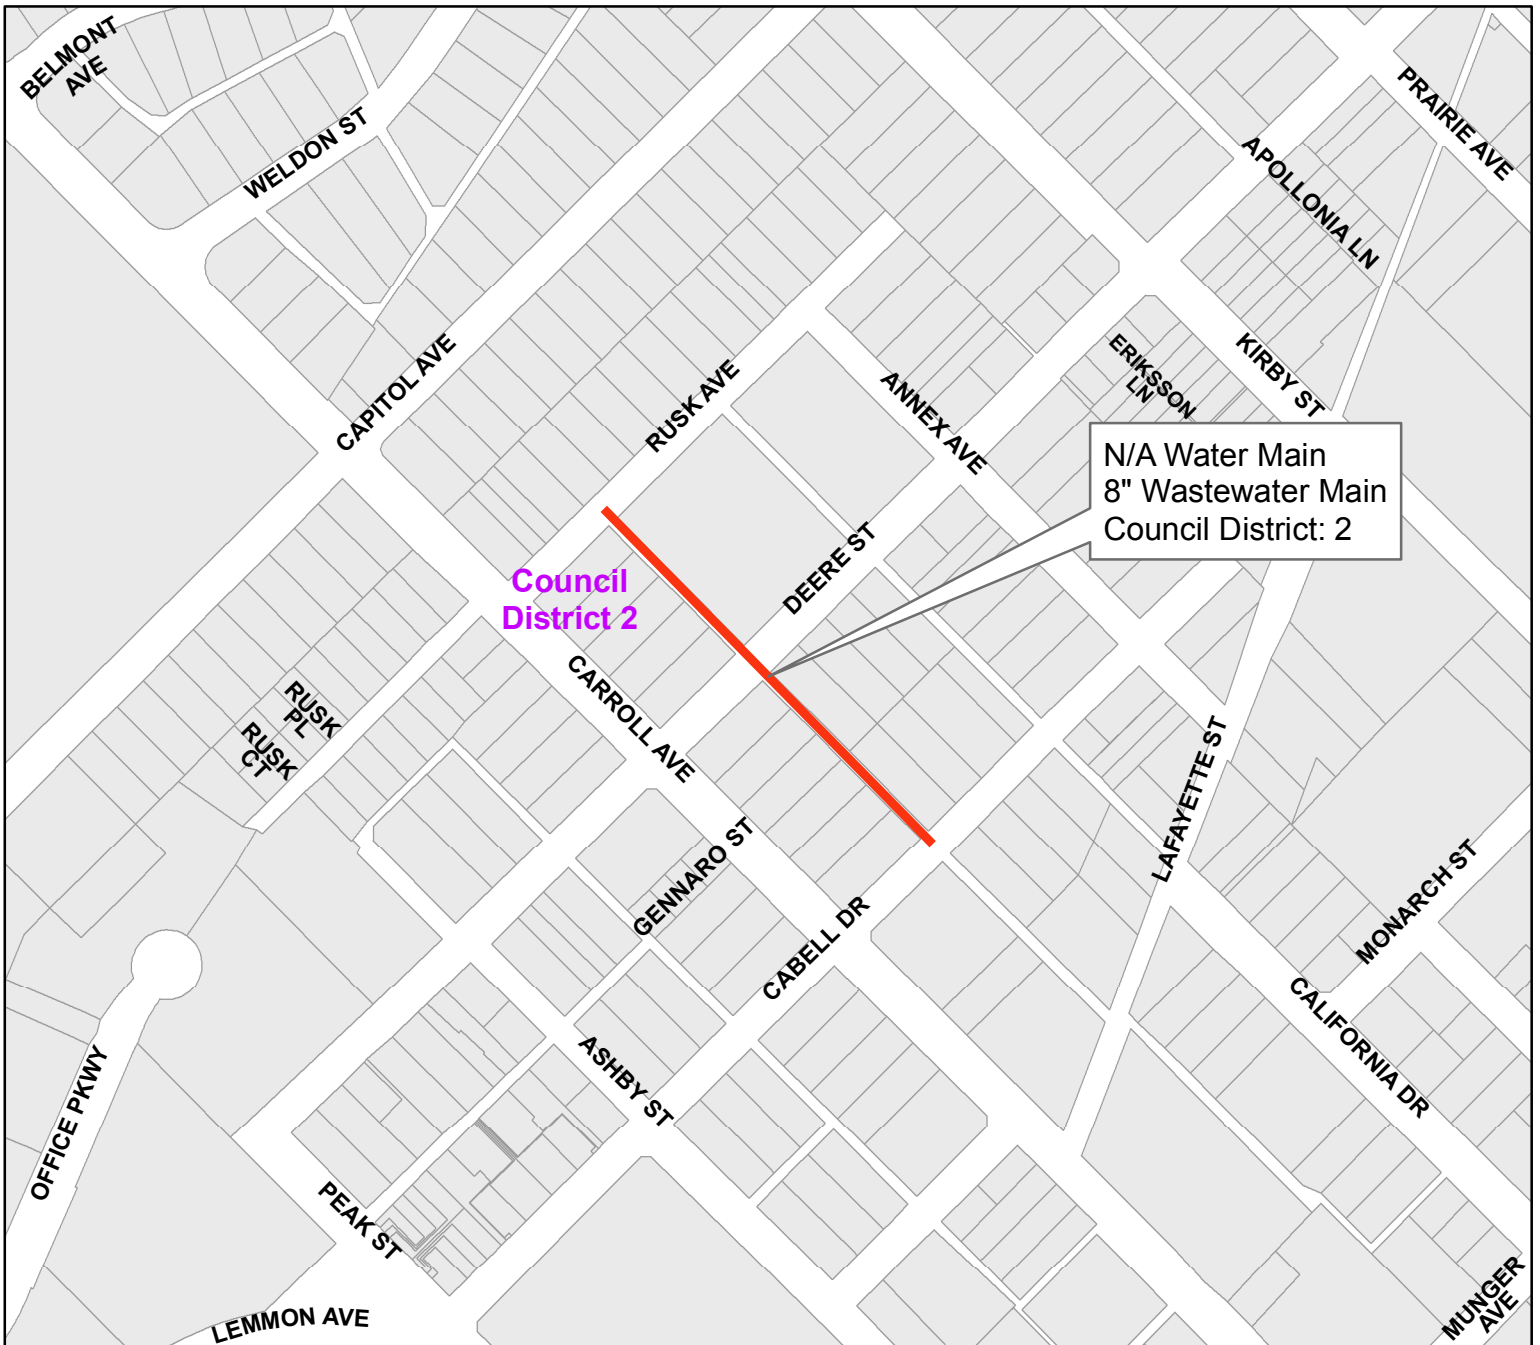 BELMONT
AVE
WELDON ST
PRAIRIE AVE
APOLLONIA LN
CAPITOL AVE
RUSK AVE
ANNEX AVE
ERIKSSON
LN
KIRBY ST
N/A Water Main
8" Wastewater Main
Council District: 2
DEERE ST
Council
District 2
CARROLL AVE
RUSK
PL
RUSK
CT
LAFAYETTE ST
GENNARO ST
MONARCH ST
CABELL DR
CALIFORNIA DR
ASHBY ST
OFFICE PKWY
PEAK ST
LEMMON AVE
MUNGER
AVE